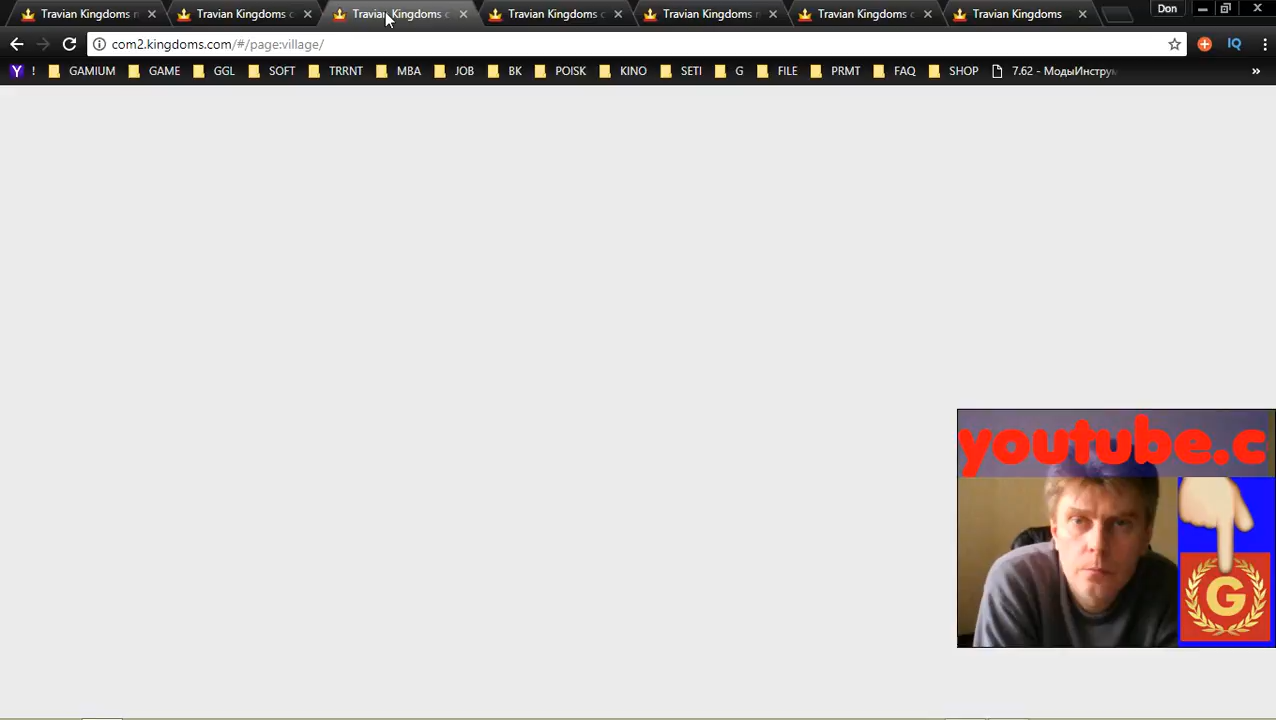 Travian Kingdoms
Travian Kingdoms c
Travian Kingdoms c
Travian Kingdoms c
Travian Kingdoms
Travian Kingdoms c
Travian Kingdoms
Don
com2.kingdoms.com/#/page:village/
IQ
Y ! GAMIUM GAME GGL SOFT TRRNT MBA JOB BK POISK KINO SETI G FILE PRMT FAQ SHOP 7.62 - МодыИнструм »
youtube.c
G